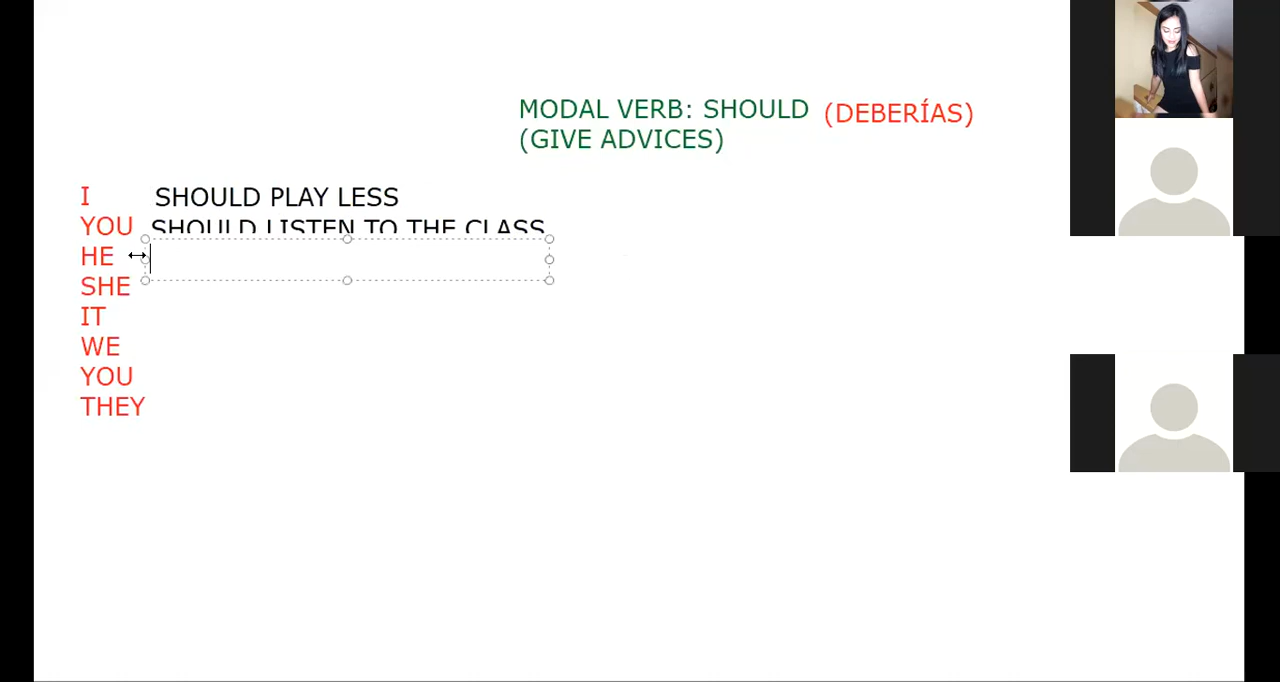 MODAL VERB: SHOULD (DEBERÍAS)
(GIVE ADVICES)
I SHOULD PLAY LESS
YOU SHOULD LISTEN TO THE CLASS
HE
SHE
IT
WE
YOU
THEY